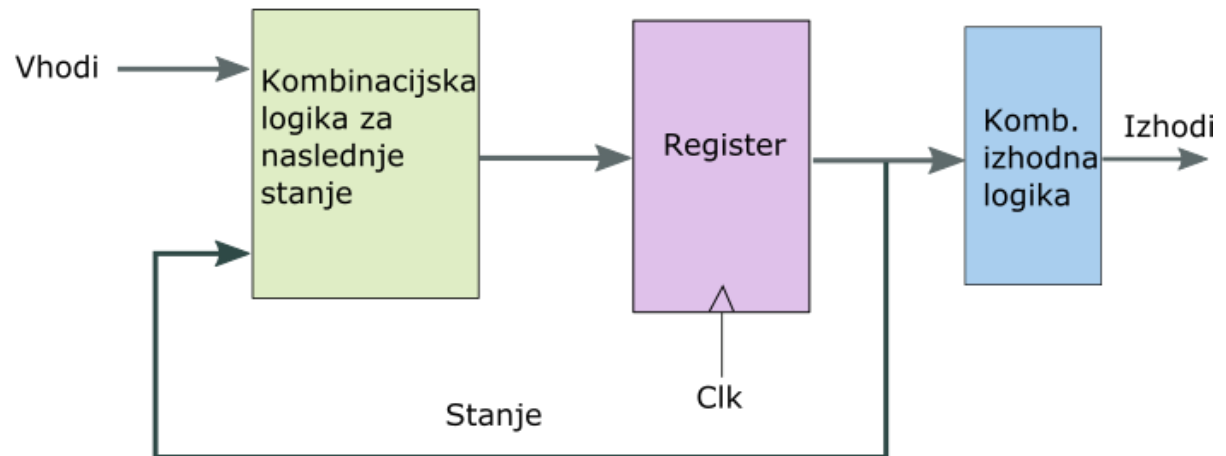 Vhodi
Kombinacijska
logika za
naslednje
stanje
Register
Komb.
izhodna
logika
Izhodi
Clk
Stanje